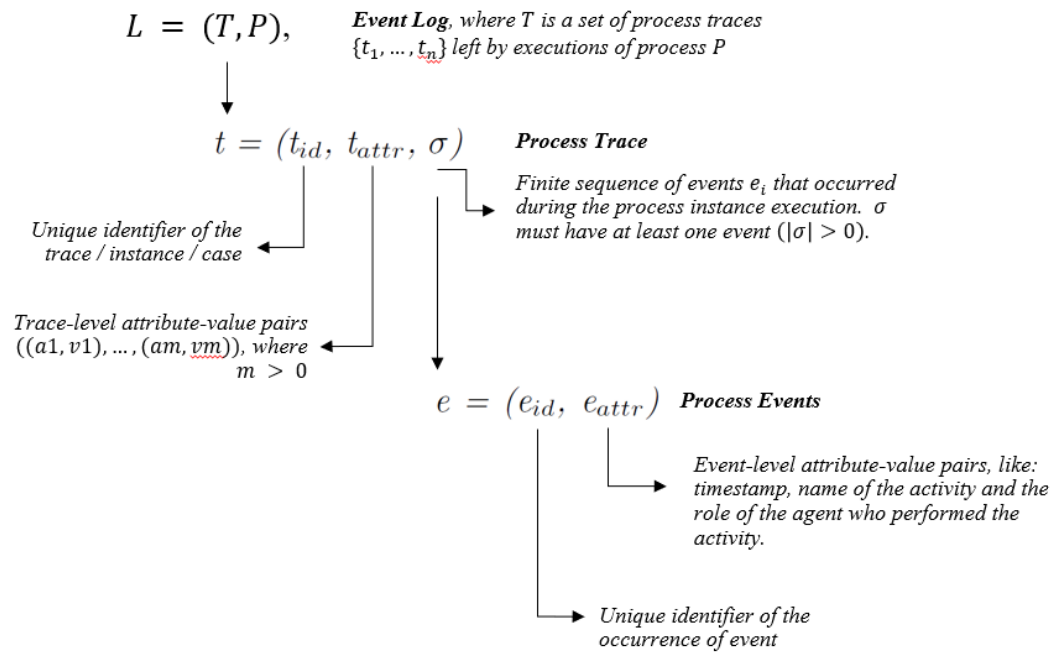 L = (T, P), Event Log, where T is a set of process traces
{t₁, … , tₙ} left by executions of process P
t = (t_id, t_attr, σ) Process Trace
Finite sequence of events eᵢ that occurred
during the process instance execution. σ
must have at least one event (|σ| > 0).
Unique identifier of the
trace / instance / case
Trace-level attribute-value pairs
((a1, v1), … , (am, vm)), where
m > 0
e = (e_id, e_attr) Process Events
Event-level attribute-value pairs, like:
timestamp, name of the activity and the
role of the agent who performed the
activity.
Unique identifier of the
occurrence of event